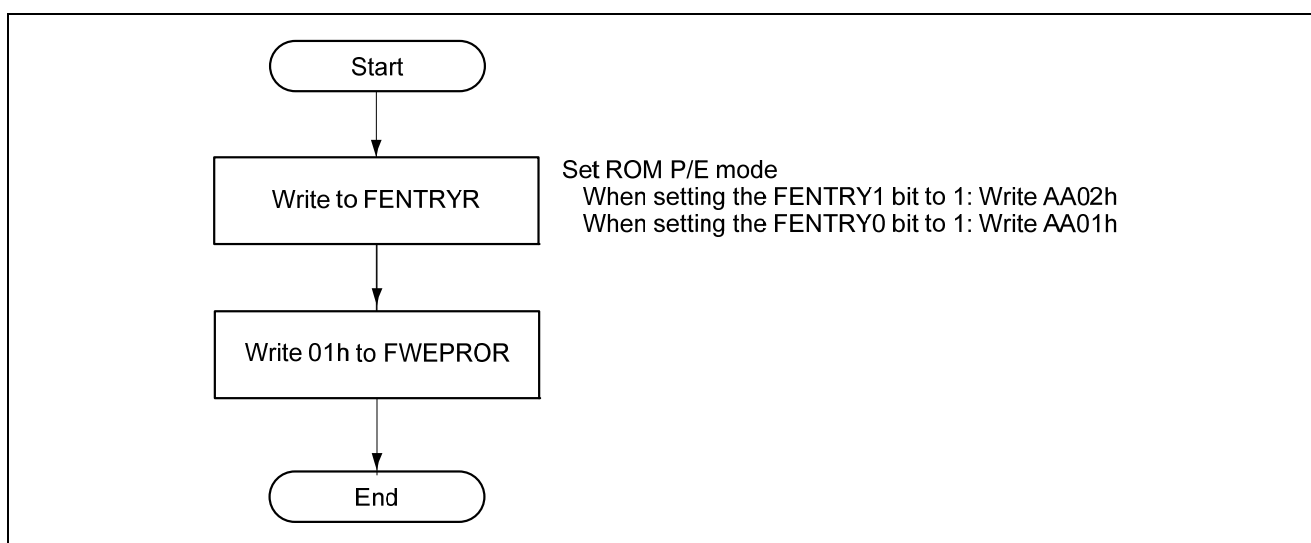 Start
Write to FENTRYR
Set ROM P/E mode
When setting the FENTRY1 bit to 1: Write AA02h
When setting the FENTRY0 bit to 1: Write AA01h
Write 01h to FWEPROR
End